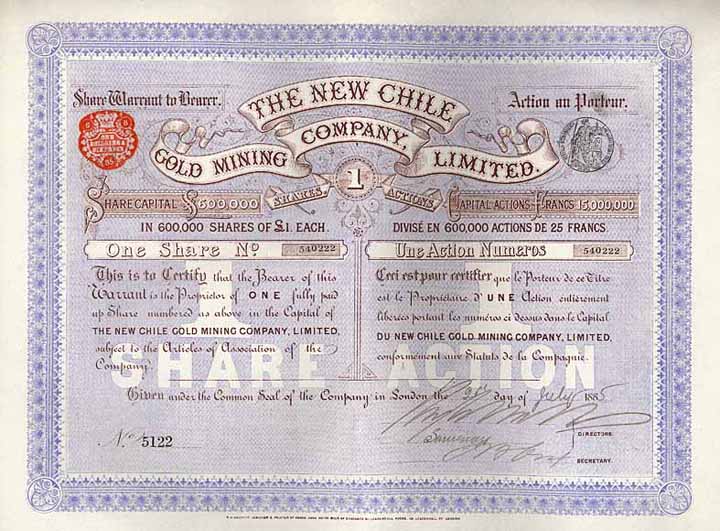 Share Warrant to Bearer.
Action au Porteur.
THE NEW CHILE
GOLD MINING COMPANY, LIMITED.
SHARES. 1 ACTIONS.
SHARE CAPITAL £600,000
CAPITAL ACTIONS FRANCS 15,000,000
IN 600,000 SHARES OF £1. EACH.
DIVISÉ EN 600,000 ACTIONS DE 25 FRANCS.
One Share No 540222
Une Action Numeros 540222
This is to Certify that the Bearer of this
Warrant is the Proprietor of ONE fully paid
up Share numbered as above in the Capital of
THE NEW CHILE GOLD MINING COMPANY, LIMITED,
subject to the Articles of Association of the
Company.
Ceci est pour certifier que le Porteur de ce Titre
est le Propriétaire d'UNE Action entièrement
liberées portant les numéros ci dessus dans le Capital
DU NEW CHILE GOLD MINING COMPANY, LIMITED,
conformément aux Statuts de la Compagnie.
1 SHARE
1 ACTION
Given under the Common Seal of the Company in London the day of July 1885
DIRECTORS.
No 5122
SECRETARY.